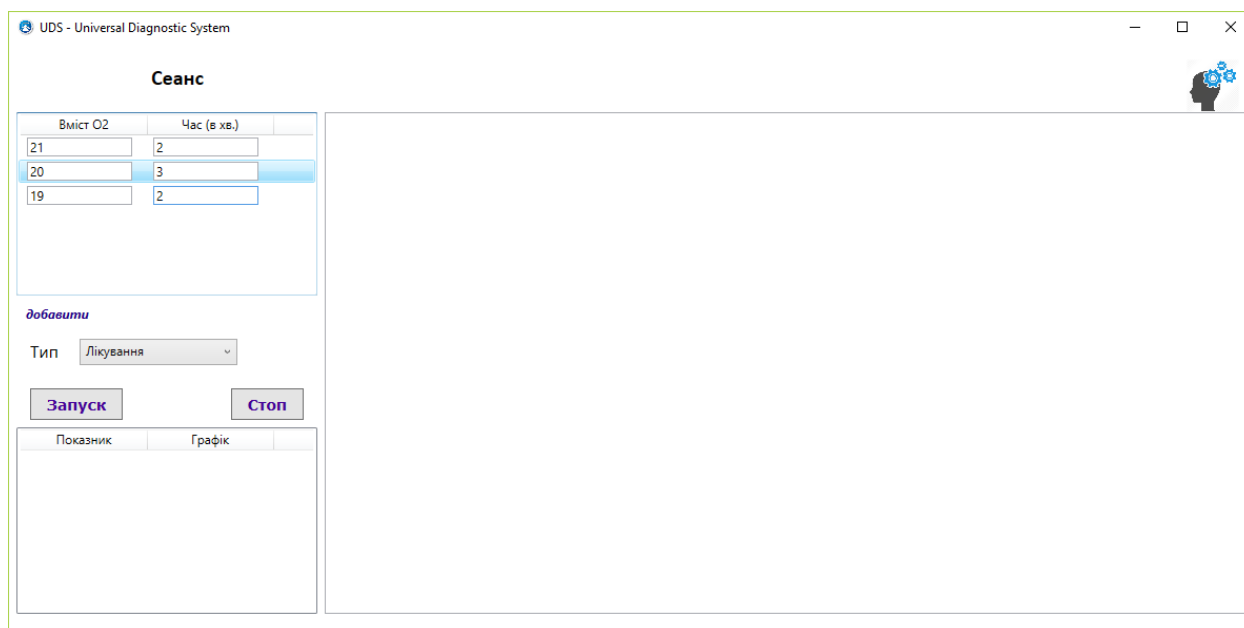 UDS - Universal Diagnostic System
Сеанс
Вміст О2 Час (в хв.)
21 2
20 3
19 2
добавити
Тип Лікування
Запуск Стоп
Показник Графік